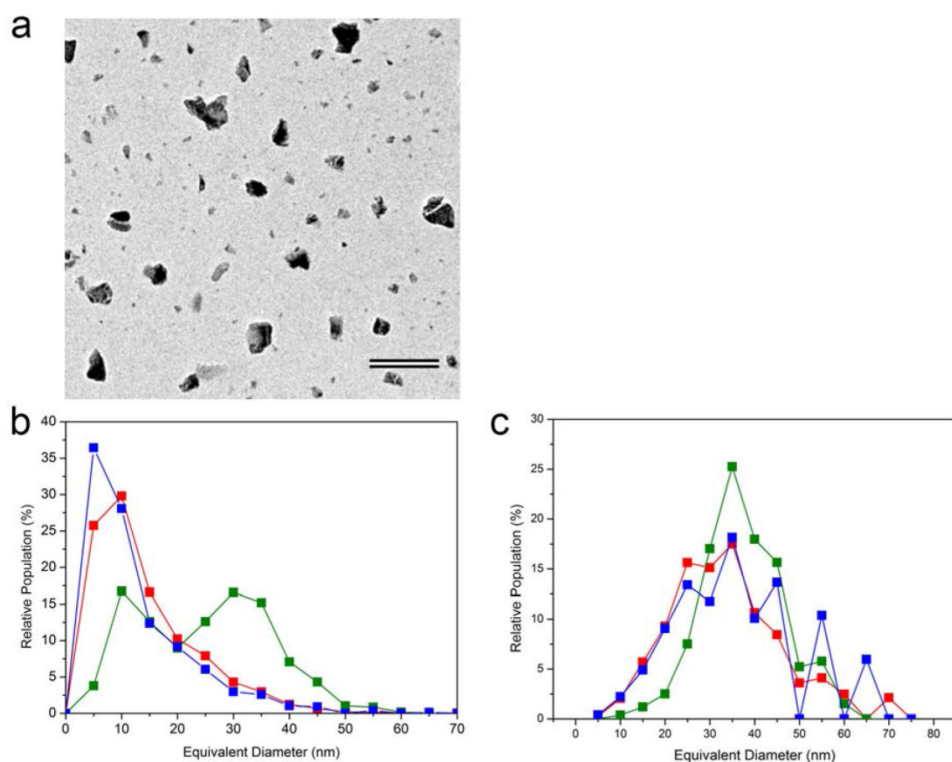 a
b
40
35
30
25
20
15
10
5
0
Relative Population (%)
0 10 20 30 40 50 60 70
Equivalent Diameter (nm)
c
30
25
20
15
10
5
0
Relative Population (%)
0 10 20 30 40 50 60 70 80
Equivalent Diameter (nm)